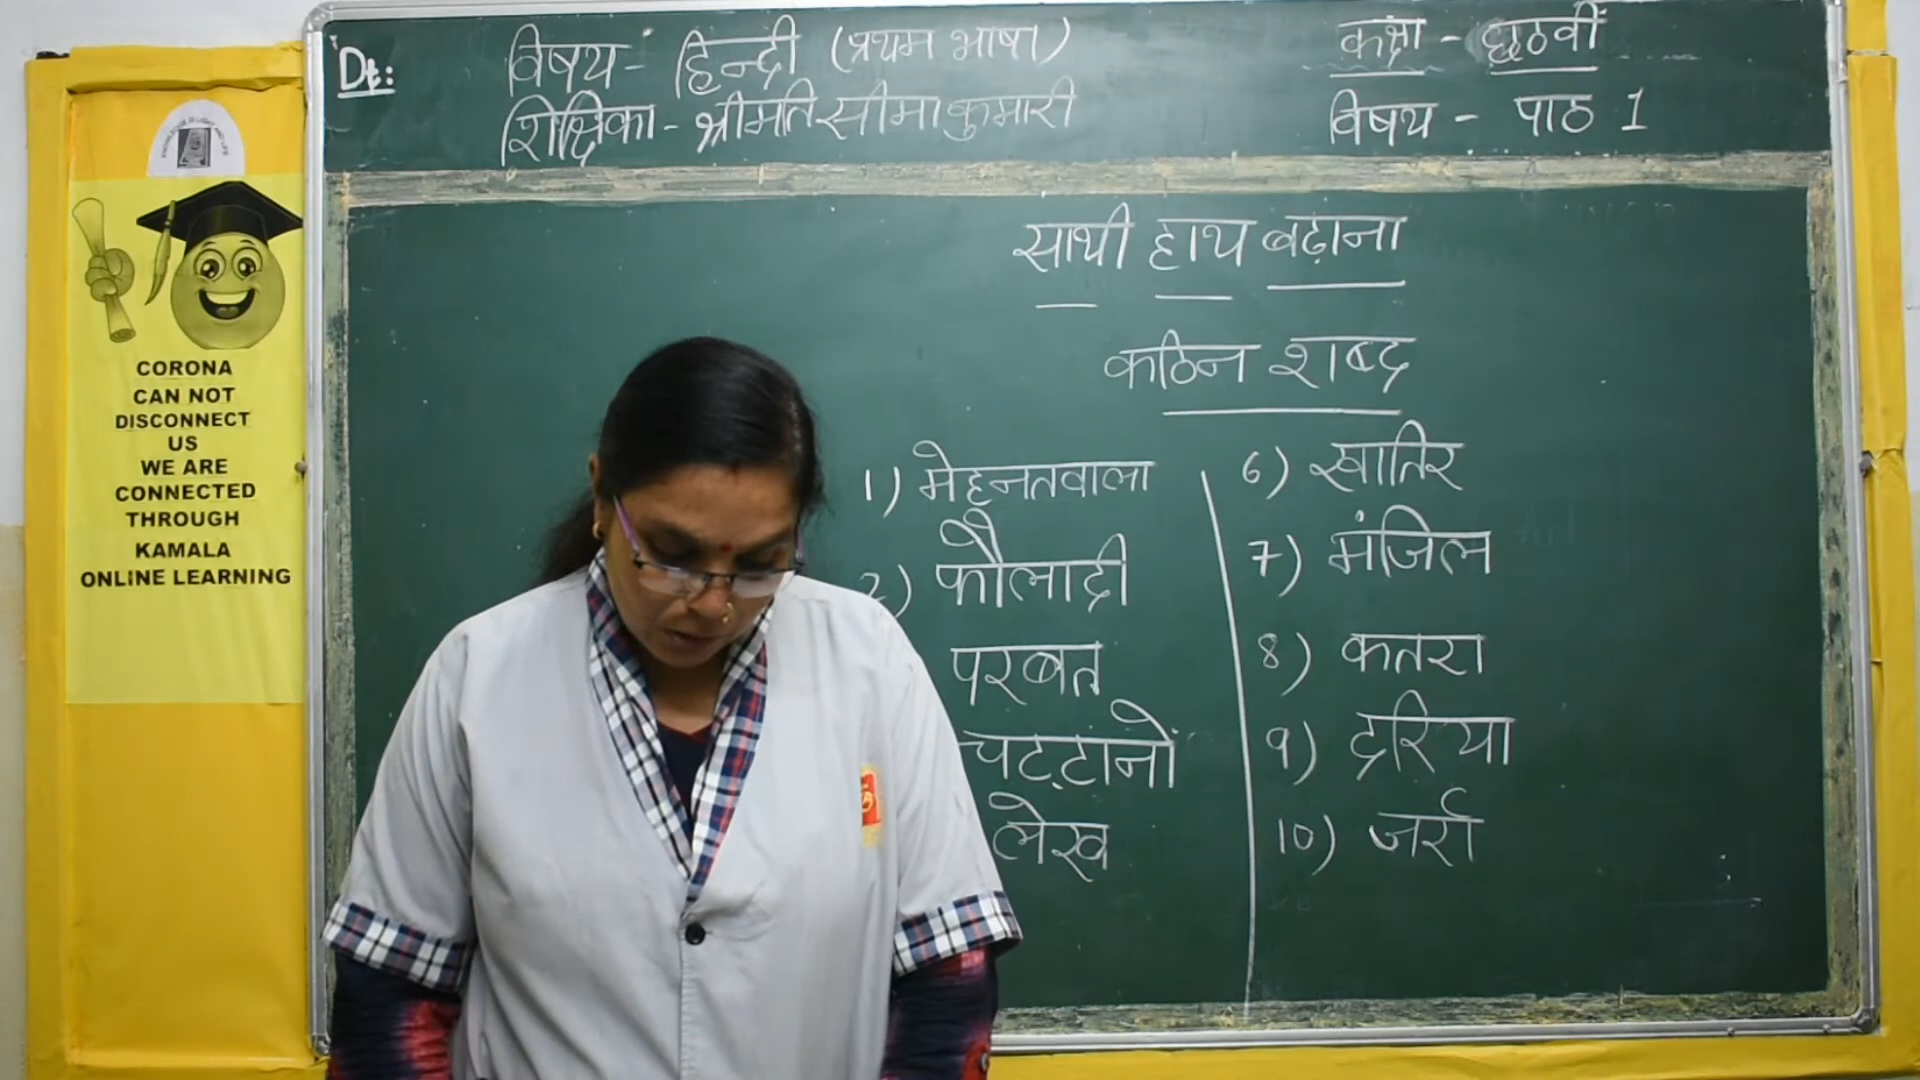 Dt:
विषय - हिन्दी (प्रथम भाषा)
शिक्षिका - श्रीमति सीमा कुमारी
कक्षा - छठवीं
विषय - पाठ 1
साथी हाथ बढ़ाना
कठिन शब्द
1) मेहनतवाला
2) फौलादी
परबत
चट्टानों
लेख
6) खातिर
7) मंजिल
8) कतरा
9) दरिया
10) जर्रा
CORONA
CAN NOT
DISCONNECT
US
WE ARE
CONNECTED
THROUGH
KAMALA
ONLINE LEARNING